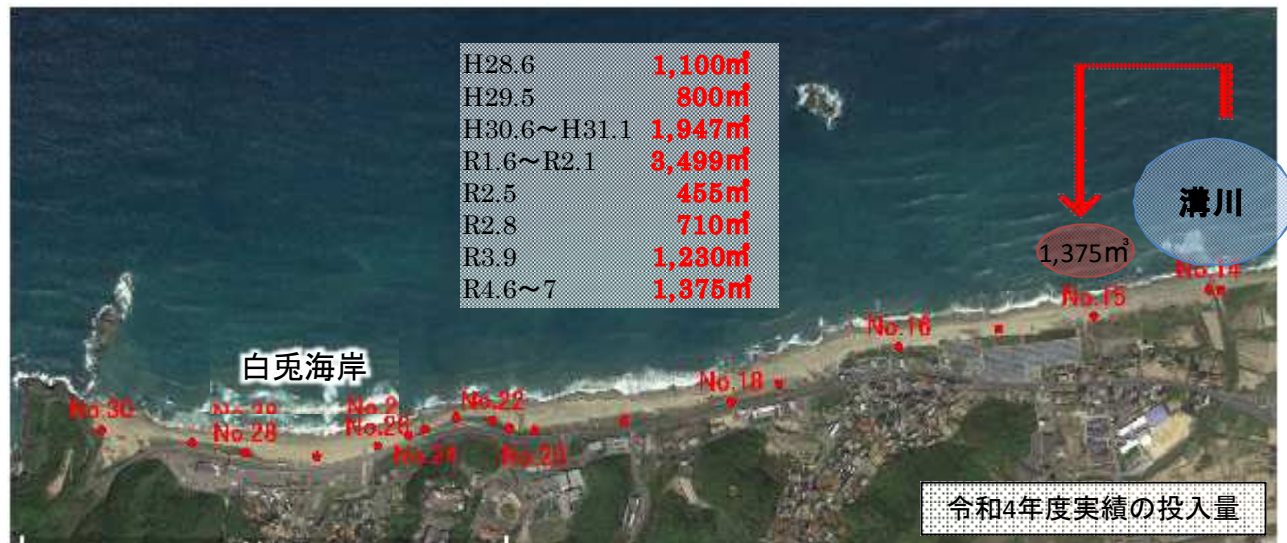 H28.6 1,100㎥
H29.5 800㎥
H30.6～H31.1 1,947㎥
R1.6～R2.1 3,499㎥
R2.5 455㎥
R2.8 710㎥
R3.9 1,230㎥
R4.6～7 1,375㎥
溝川
1,375㎥
No.14
No.15
No.16
No.18
白兎海岸
No.22
No.30
No.28
No.26
No.24
No.20
令和4年度実績の投入量